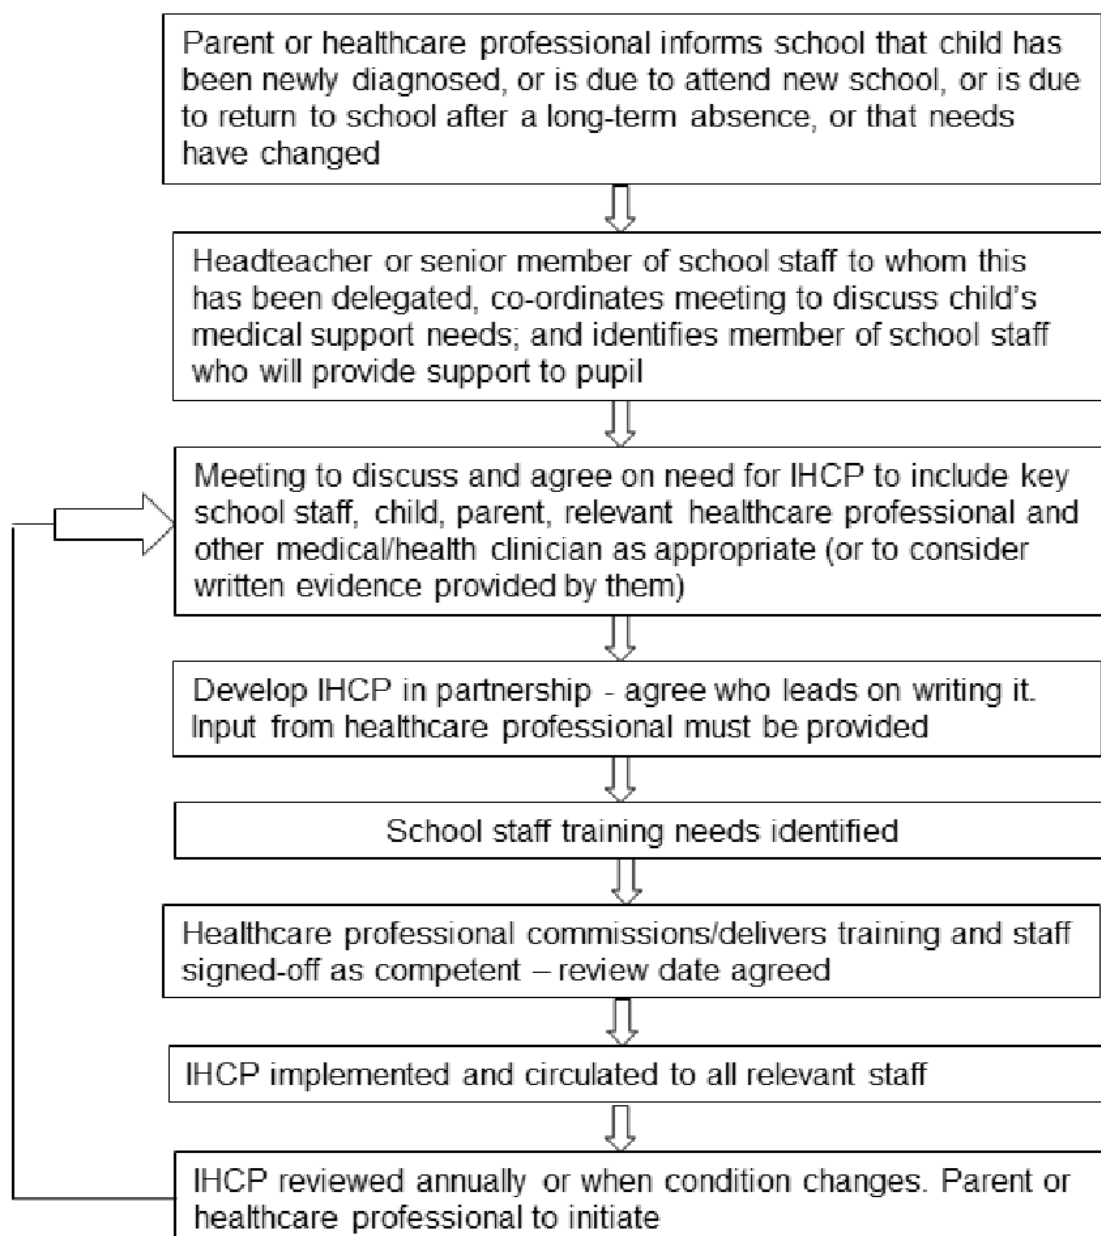 Parent or healthcare professional informs school that child has
been newly diagnosed, or is due to attend new school, or is due
to return to school after a long-term absence, or that needs
have changed
Headteacher or senior member of school staff to whom this
has been delegated, co-ordinates meeting to discuss child's
medical support needs; and identifies member of school staff
who will provide support to pupil
Meeting to discuss and agree on need for IHCP to include key
school staff, child, parent, relevant healthcare professional and
other medical/health clinician as appropriate (or to consider
written evidence provided by them)
Develop IHCP in partnership - agree who leads on writing it.
Input from healthcare professional must be provided
School staff training needs identified
Healthcare professional commissions/delivers training and staff
signed-off as competent – review date agreed
IHCP implemented and circulated to all relevant staff
IHCP reviewed annually or when condition changes. Parent or
healthcare professional to initiate